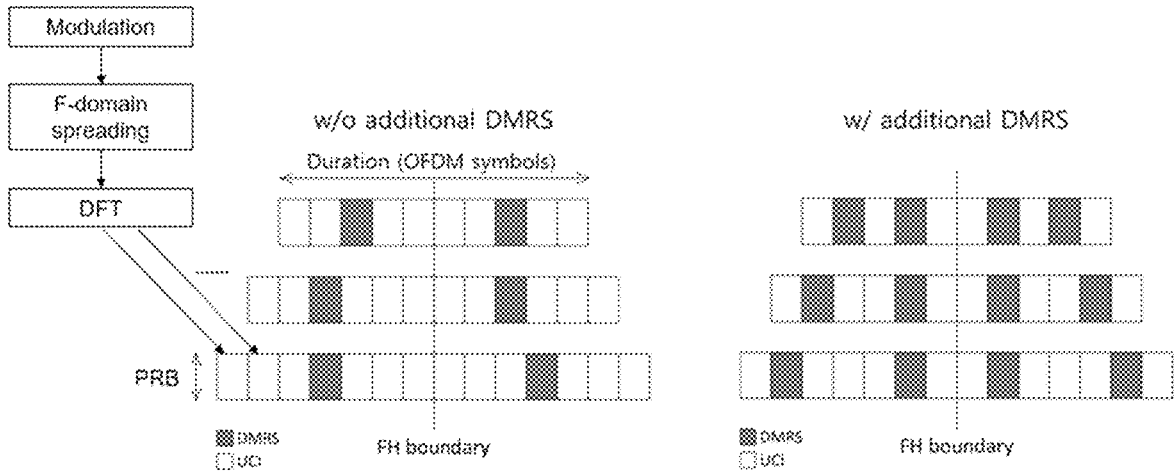 Modulation
F-domain
spreading
DFT
w/o additional DMRS
Duration (OFDM symbols)
PRB
DMRS
UCI
FH boundary
w/ additional DMRS
DMRS
UCI
FH boundary